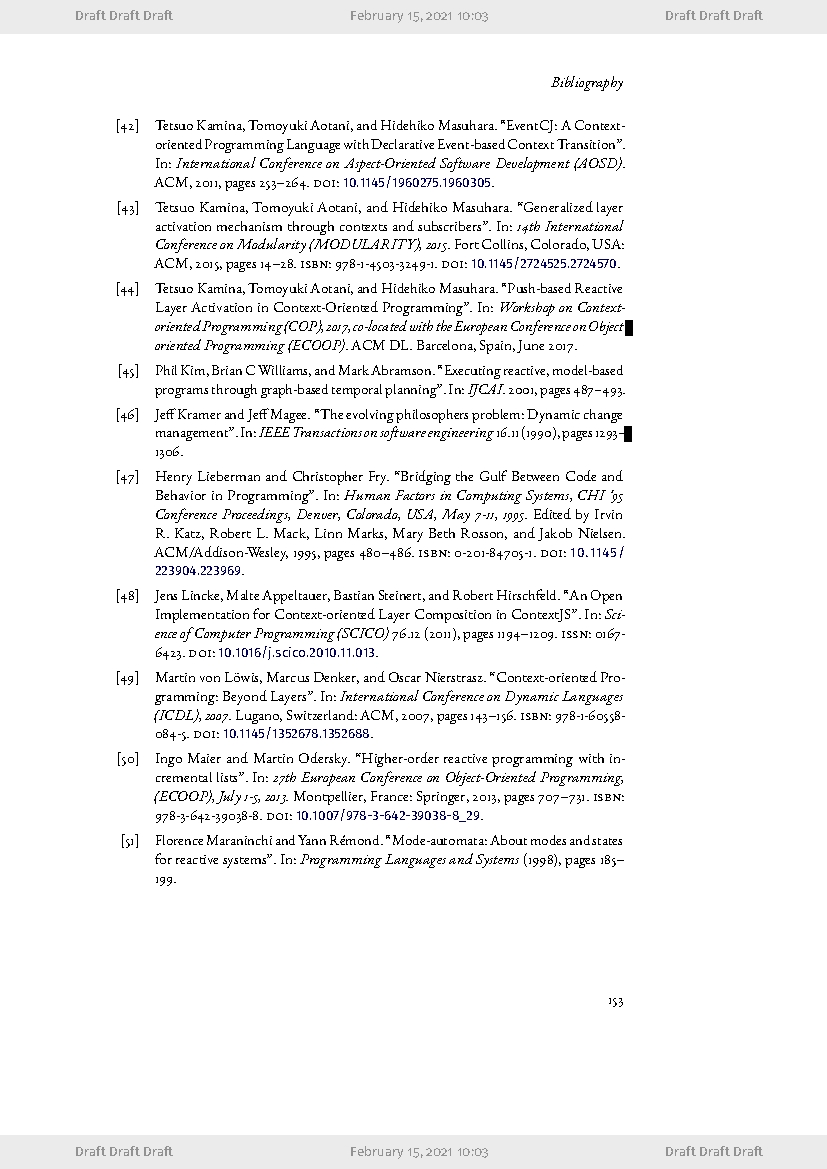 Draft Draft Draft February 15, 2021 10:03 Draft Draft Draft
Bibliography
[42] Tetsuo Kamina, Tomoyuki Aotani, and Hidehiko Masuhara. “EventCJ: A Context-
oriented Programming Language with Declarative Event-based Context Transition”.
In: International Conference on Aspect-Oriented Software Development (AOSD).
ACM, 2011, pages 253–264. DOI: 10.1145/1960275.1960305.
[43] Tetsuo Kamina, Tomoyuki Aotani, and Hidehiko Masuhara. “Generalized layer
activation mechanism through contexts and subscribers”. In: 14th International
Conference on Modularity (MODULARITY), 2015. Fort Collins, Colorado, USA:
ACM, 2015, pages 14–28. ISBN: 978-1-4503-3249-1. DOI: 10.1145/2724525.2724570.
[44] Tetsuo Kamina, Tomoyuki Aotani, and Hidehiko Masuhara. “Push-based Reactive
Layer Activation in Context-Oriented Programming”. In: Workshop on Context-
oriented Programming (COP), 2017, co-located with the European Conference on Object
oriented Programming (ECOOP). ACM DL. Barcelona, Spain, June 2017.
[45] Phil Kim, Brian C Williams, and Mark Abramson. “Executing reactive, model-based
programs through graph-based temporal planning”. In: IJCAI. 2001, pages 487–493.
[46] Jeff Kramer and Jeff Magee. “The evolving philosophers problem: Dynamic change
management”. In: IEEE Transactions on software engineering 16.11 (1990), pages 1293–
1306.
[47] Henry Lieberman and Christopher Fry. “Bridging the Gulf Between Code and
Behavior in Programming”. In: Human Factors in Computing Systems, CHI ’95
Conference Proceedings, Denver, Colorado, USA, May 7-11, 1995. Edited by Irvin
R. Katz, Robert L. Mack, Linn Marks, Mary Beth Rosson, and Jakob Nielsen.
ACM/Addison-Wesley, 1995, pages 480–486. ISBN: 0-201-84705-1. DOI: 10.1145/
223904.223969.
[48] Jens Lincke, Malte Appeltauer, Bastian Steinert, and Robert Hirschfeld. “An Open
Implementation for Context-oriented Layer Composition in ContextJS”. In: Sci-
ence of Computer Programming (SCICO) 76.12 (2011), pages 1194–1209. ISSN: 0167-
6423. DOI: 10.1016/j.scico.2010.11.013.
[49] Martin von Löwis, Marcus Denker, and Oscar Nierstrasz. “Context-oriented Pro-
gramming: Beyond Layers”. In: International Conference on Dynamic Languages
(ICDL), 2007. Lugano, Switzerland: ACM, 2007, pages 143–156. ISBN: 978-1-60558-
084-5. DOI: 10.1145/1352678.1352688.
[50] Ingo Maier and Martin Odersky. “Higher-order reactive programming with in-
cremental lists”. In: 27th European Conference on Object-Oriented Programming,
(ECOOP), July 1-5, 2013. Montpellier, France: Springer, 2013, pages 707–731. ISBN:
978-3-642-39038-8. DOI: 10.1007/978-3-642-39038-8_29.
[51] Florence Maraninchi and Yann Rémond. “Mode-automata: About modes and states
for reactive systems”. In: Programming Languages and Systems (1998), pages 185–
199.
153
Draft Draft Draft February 15, 2021 10:03 Draft Draft Draft